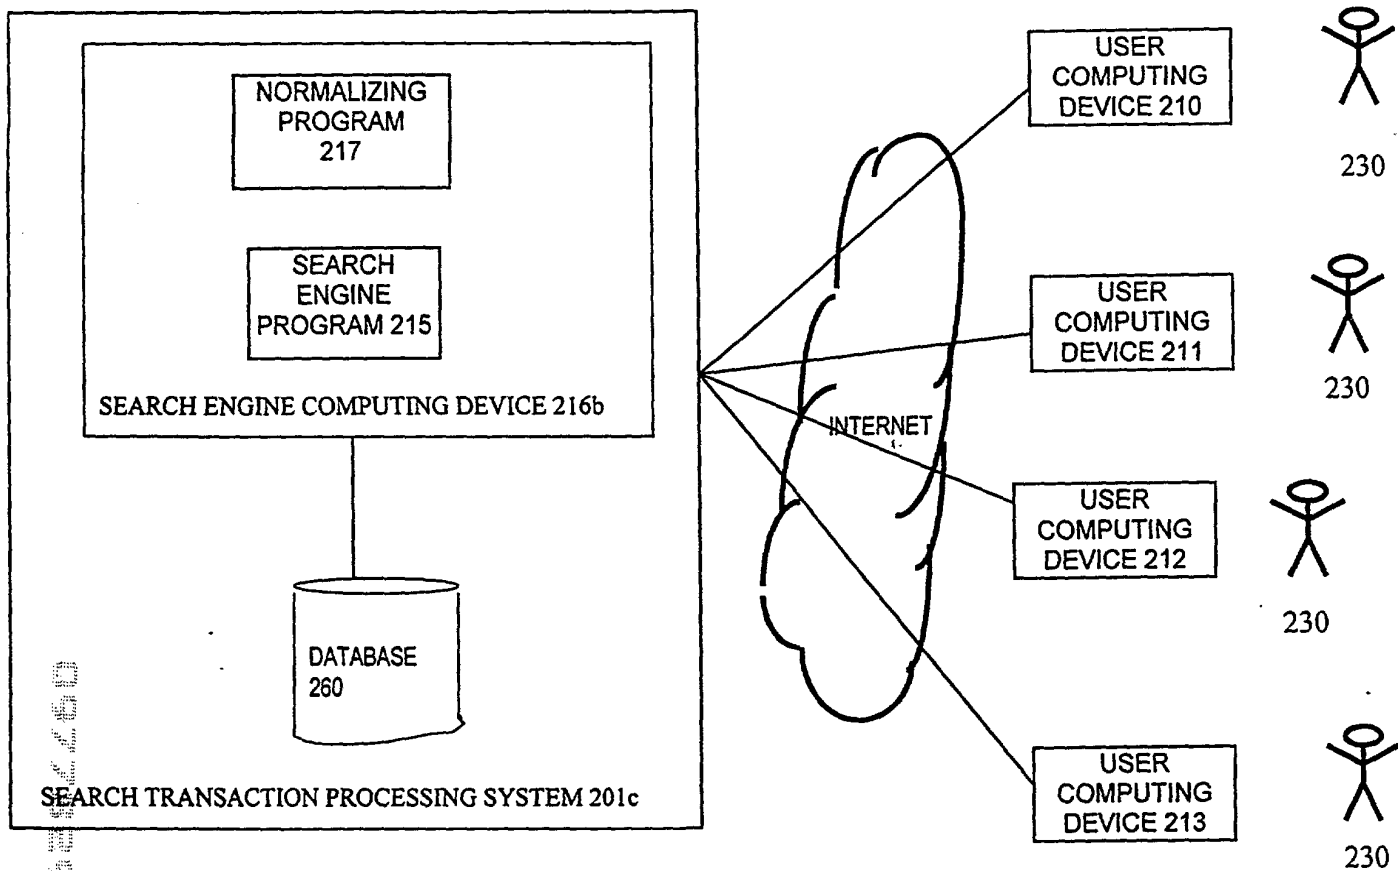 NORMALIZING
PROGRAM
217
SEARCH
ENGINE
PROGRAM 215
SEARCH ENGINE COMPUTING DEVICE 216b
DATABASE
260
SEARCH TRANSACTION PROCESSING SYSTEM 201c
INTERNET
USER
COMPUTING
DEVICE 210
230
USER
COMPUTING
DEVICE 211
230
USER
COMPUTING
DEVICE 212
230
USER
COMPUTING
DEVICE 213
230